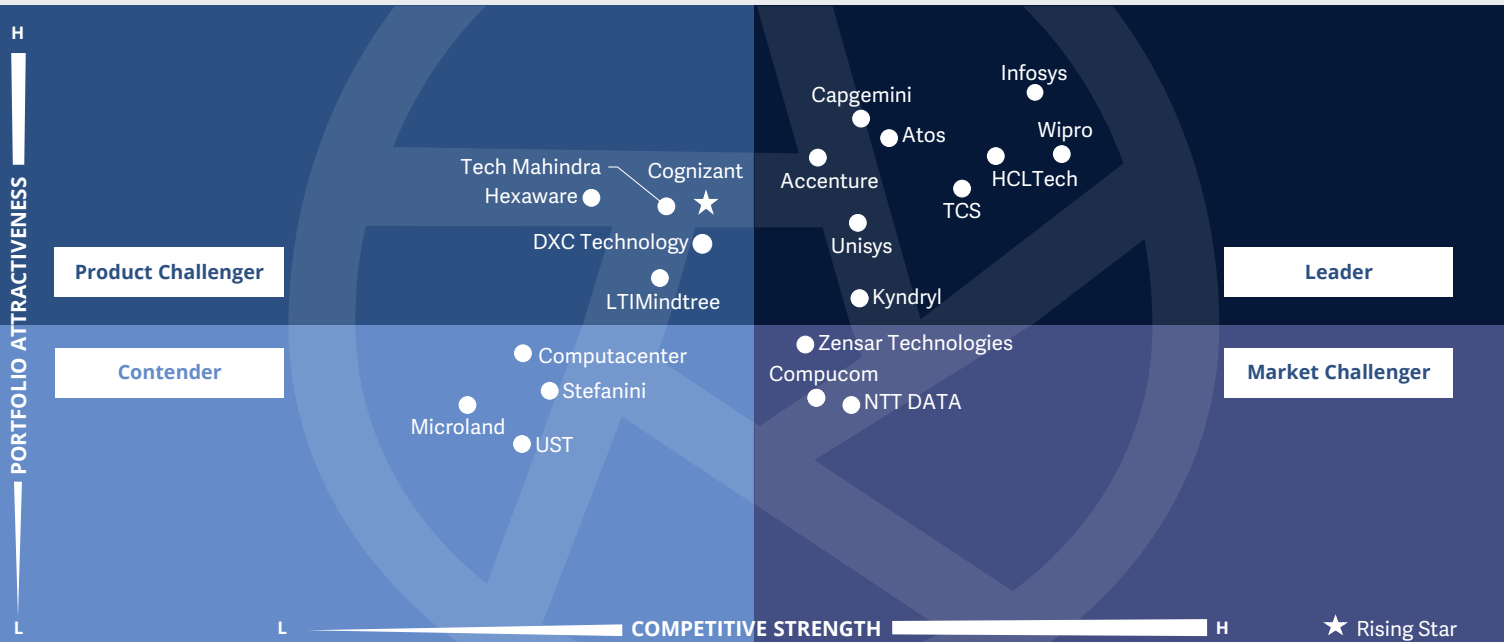 H
Infosys
Capgemini
Wipro
Atos
Tech Mahindra
Cognizant
Accenture
HCLTech
Hexaware
TCS
DXC Technology
Unisys
Product Challenger
Leader
LTIMindtree
Kyndryl
PORTFOLIO ATTRACTIVENESS
Zensar Technologies
Computacenter
Contender
Compucom
Market Challenger
Stefanini
NTT DATA
Microland
UST
L
L
COMPETITIVE STRENGTH
H
Rising Star